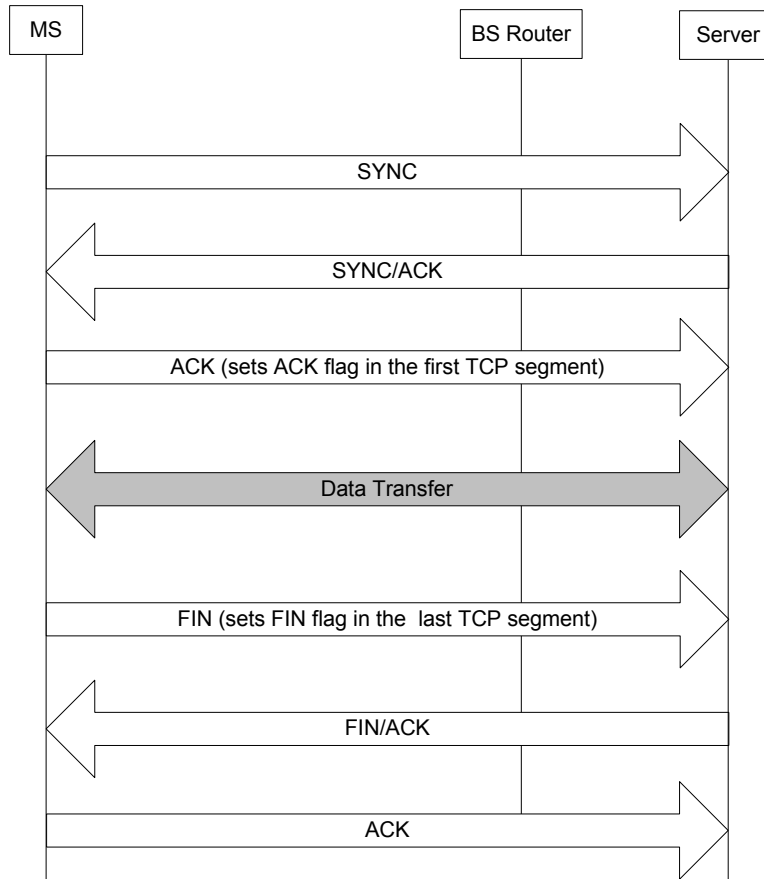 MS
BS Router
Server
SYNC
SYNC/ACK
ACK (sets ACK flag in the first TCP segment)
Data Transfer
FIN (sets FIN flag in the  last TCP segment)
FIN/ACK
ACK